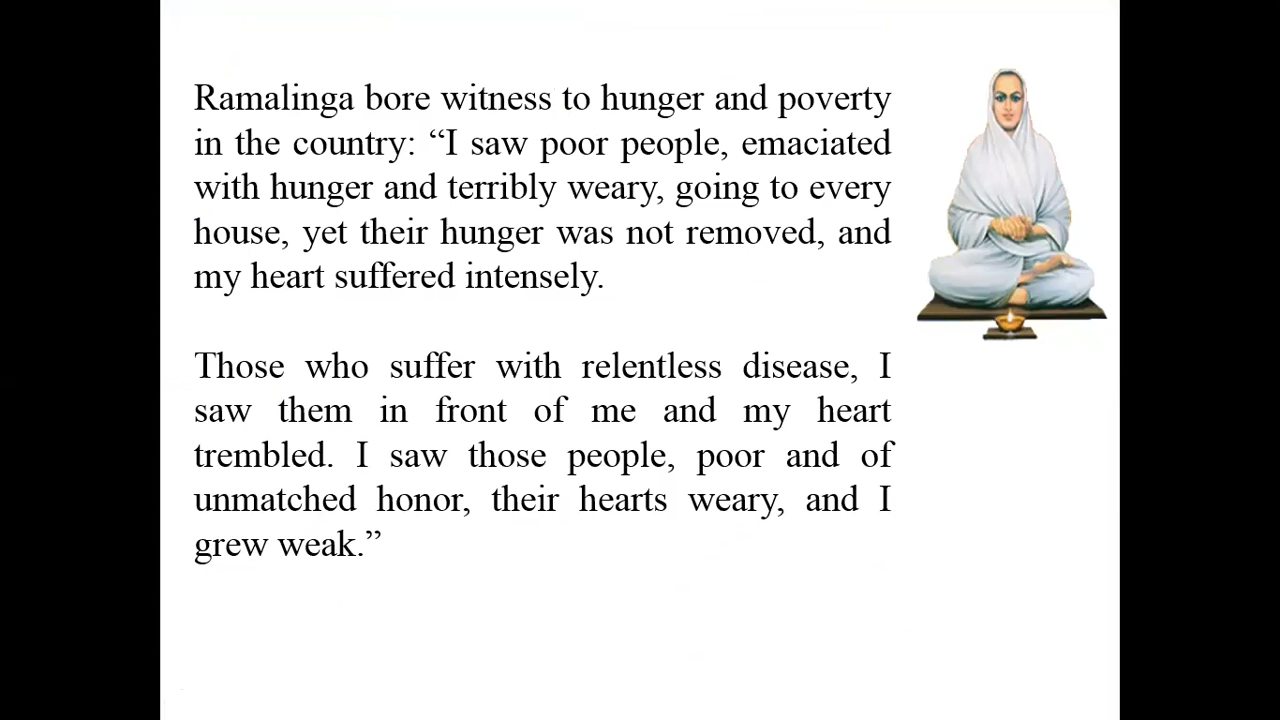 Ramalinga bore witness to hunger and poverty
in the country: “I saw poor people, emaciated
with hunger and terribly weary, going to every
house, yet their hunger was not removed, and
my heart suffered intensely.
Those who suffer with relentless disease, I
saw them in front of me and my heart
trembled. I saw those people, poor and of
unmatched honor, their hearts weary, and I
grew weak.”